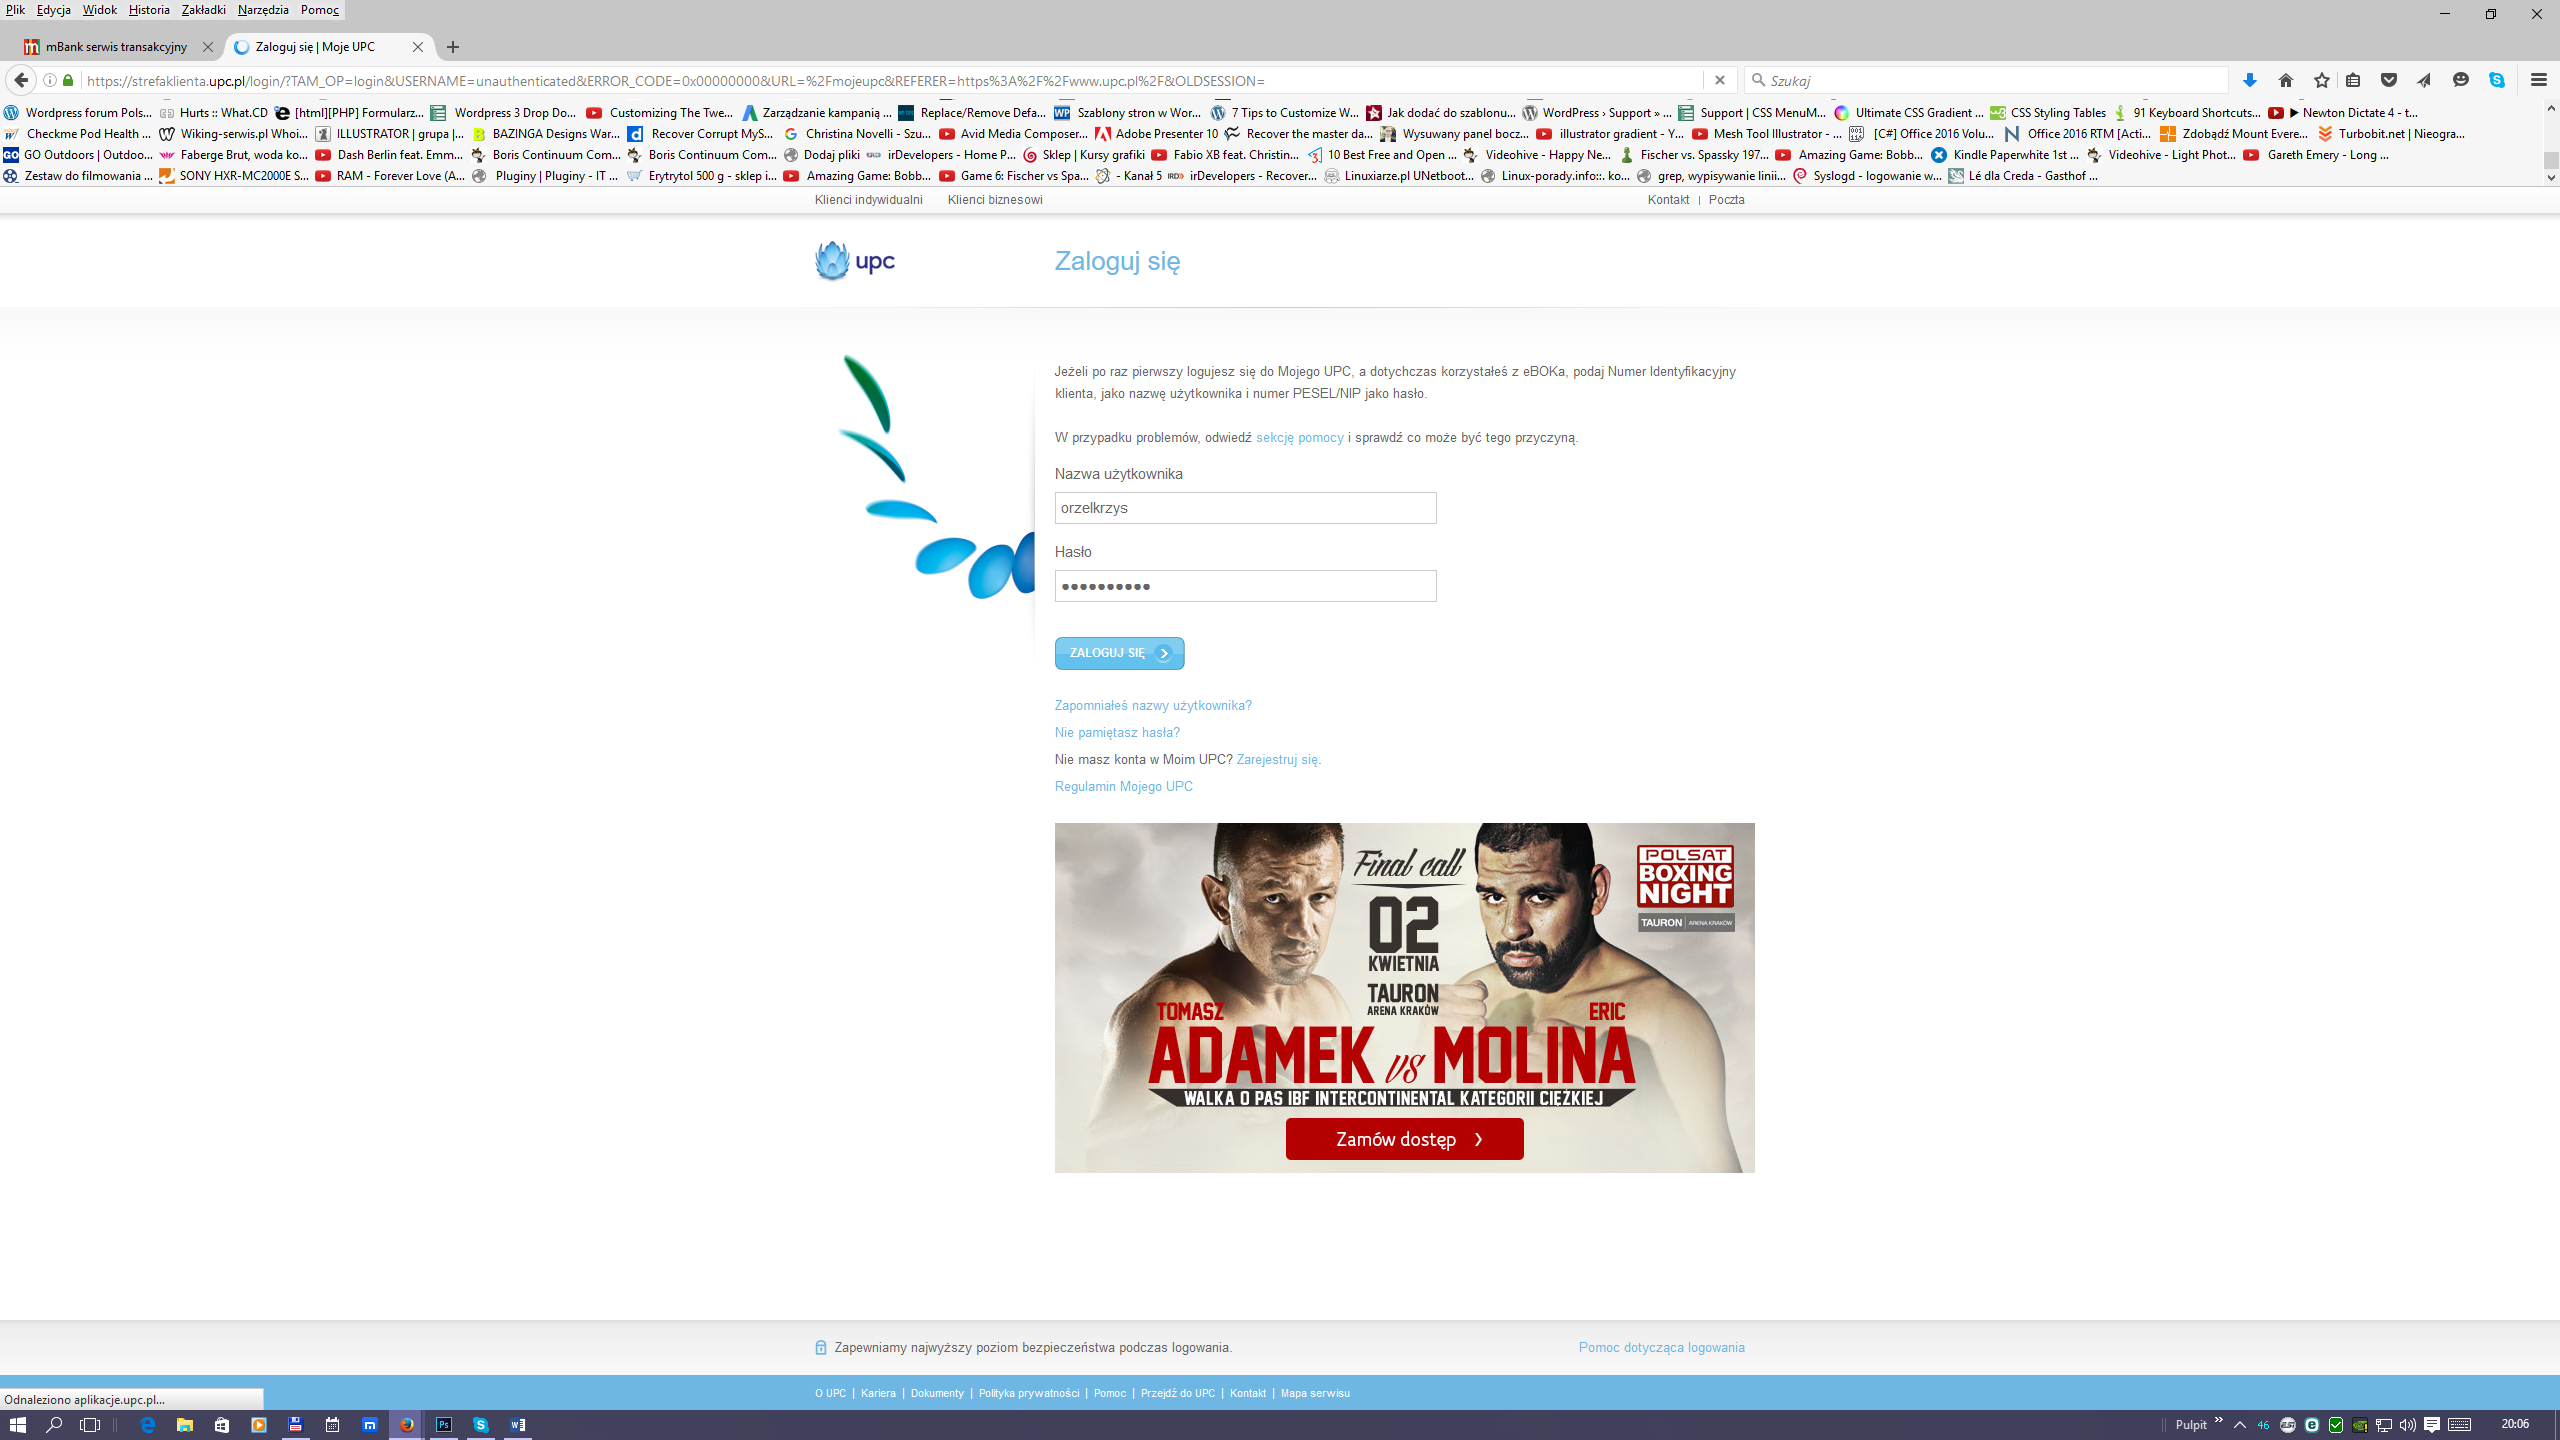 Plik Edycja Widok Historia Zakładki Narzędzia Pomoc
mBank serwis transakcyjny
Zaloguj się | Moje UPC
https://strefaklienta.upc.pl/login/?TAM_OP=login&USERNAME=unauthenticated&ERROR_CODE=0x00000000&URL=%2Fmojeupc&REFERER=https%3A%2F%2Fwww.upc.pl%2F&OLDSESSION=
Szukaj
Wordpress forum Pols... Hurts :: What.CD [html][PHP] Formularz... Wordpress 3 Drop Do... Customizing The Twe... Zarządzanie kampanią ... Replace/Remove Defa... Szablony stron w Wor... 7 Tips to Customize W... Jak dodać do szablonu... WordPress › Support » ... Support | CSS MenuM... Ultimate CSS Gradient ... CSS Styling Tables 91 Keyboard Shortcuts... ▶ Newton Dictate 4 - t...
Checkme Pod Health ... Wiking-serwis.pl Whoi... ILLUSTRATOR | grupa |... BAZINGA Designs War... Recover Corrupt MyS... Christina Novelli - Szu... Avid Media Composer... Adobe Presenter 10 Recover the master da... Wysuwany panel bocz... illustrator gradient - Y... Mesh Tool Illustrator - ... [C#] Office 2016 Volu... Office 2016 RTM [Acti... Zdobądź Mount Evere... Turbobit.net | Nieogra...
GO Outdoors | Outdoo... Faberge Brut, woda ko... Dash Berlin feat. Emm... Boris Continuum Com... Boris Continuum Com... Dodaj pliki irDevelopers - Home P... Sklep | Kursy grafiki Fabio XB feat. Christin... 10 Best Free and Open ... Videohive - Happy Ne... Fischer vs. Spassky 197... Amazing Game: Bobb... Kindle Paperwhite 1st ... Videohive - Light Phot... Gareth Emery - Long ...
Zestaw do filmowania ... SONY HXR-MC2000E S... RAM - Forever Love (A... Pluginy | Pluginy - IT ... Erytrytol 500 g - sklep i... Amazing Game: Bobb... Game 6: Fischer vs Spa... - Kanał 5 irDevelopers - Recover... Linuxiarze.pl UNetboot... Linux-porady.info::. ko... grep, wypisywanie linii... Syslogd - logowanie w... Lé dla Creda - Gasthof ...
Klienci indywidualni Klienci biznesowi Kontakt | Poczta
upc
Zaloguj się
Jeżeli po raz pierwszy logujesz się do Mojego UPC, a dotychczas korzystałeś z eBOKa, podaj Numer Identyfikacyjny
klienta, jako nazwę użytkownika i numer PESEL/NIP jako hasło.
W przypadku problemów, odwiedź sekcję pomocy i sprawdź co może być tego przyczyną.
Nazwa użytkownika
orzelkrzys
Hasło
●●●●●●●●●●
ZALOGUJ SIĘ
Zapomniałeś nazwy użytkownika?
Nie pamiętasz hasła?
Nie masz konta w Moim UPC? Zarejestruj się.
Regulamin Mojego UPC
Final call
02
KWIETNIA
TAURON
ARENA KRAKÓW
POLSAT
BOXING
NIGHT
TAURON ARENA KRAKÓW
TOMASZ ERIC
ADAMEK vs MOLINA
WALKA O PAS IBF INTERCONTINENTAL KATEGORII CIĘŻKIEJ
Zamów dostęp
Zapewniamy najwyższy poziom bezpieczeństwa podczas logowania. Pomoc dotycząca logowania
O UPC | Kariera | Dokumenty | Polityka prywatności | Pomoc | Przejdź do UPC | Kontakt | Mapa serwisu
Odnaleziono aplikacje.upc.pl...
Pulpit 46 20:06